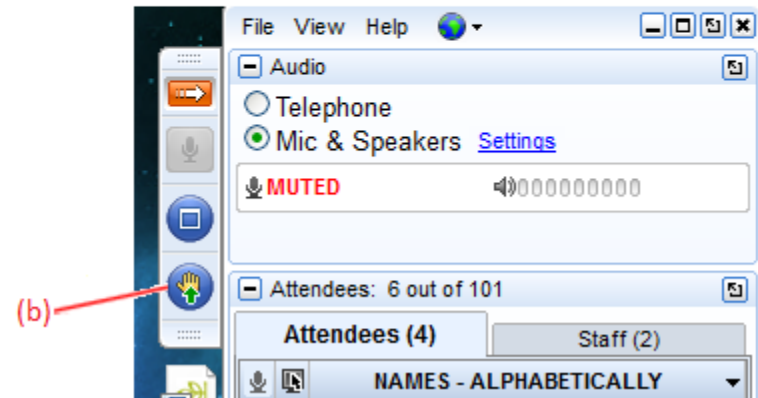 File View Help
Audio
Telephone
Mic & Speakers Settings
MUTED 000000000
(b)
Attendees: 6 out of 101
Attendees (4) Staff (2)
NAMES - ALPHABETICALLY